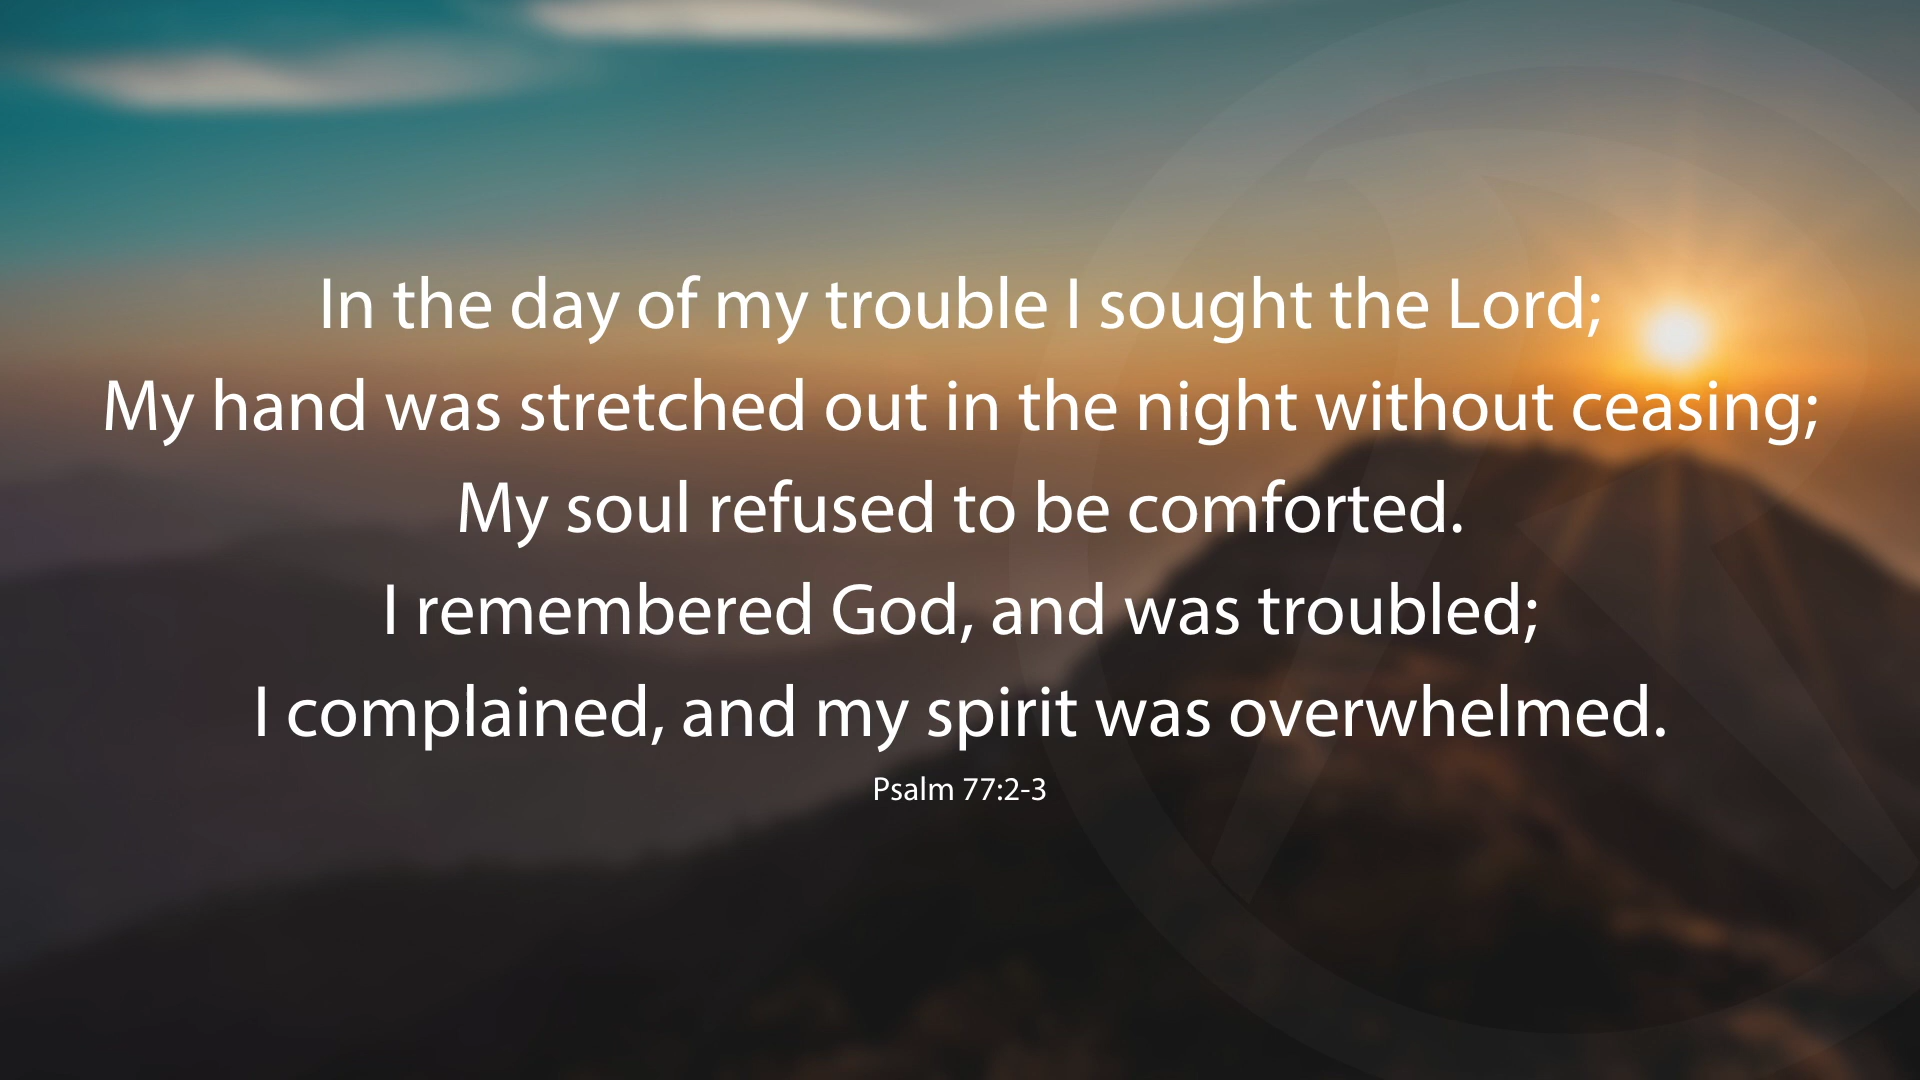 In the day of my trouble I sought the Lord;
My hand was stretched out in the night without ceasing;
My soul refused to be comforted.
I remembered God, and was troubled;
I complained, and my spirit was overwhelmed.
Psalm 77:2-3